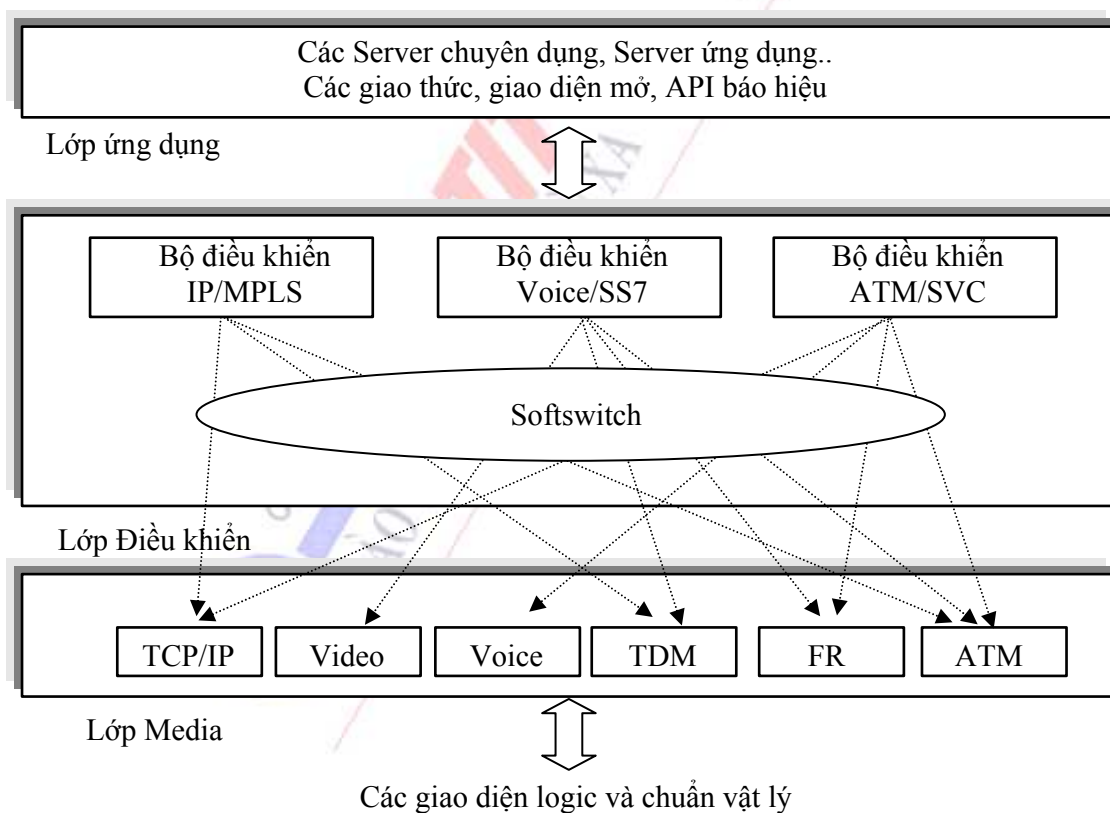 Các Server chuyên dụng, Server ứng dụng..
Các giao thức, giao diện mở, API báo hiệu
Lớp ứng dụng
Bộ điều khiển
IP/MPLS
Bộ điều khiển
Voice/SS7
Bộ điều khiển
ATM/SVC
Softswitch
Lớp Điều khiển
TCP/IP
Video
Voice
TDM
FR
ATM
Lớp Media
Các giao diện logic và chuẩn vật lý